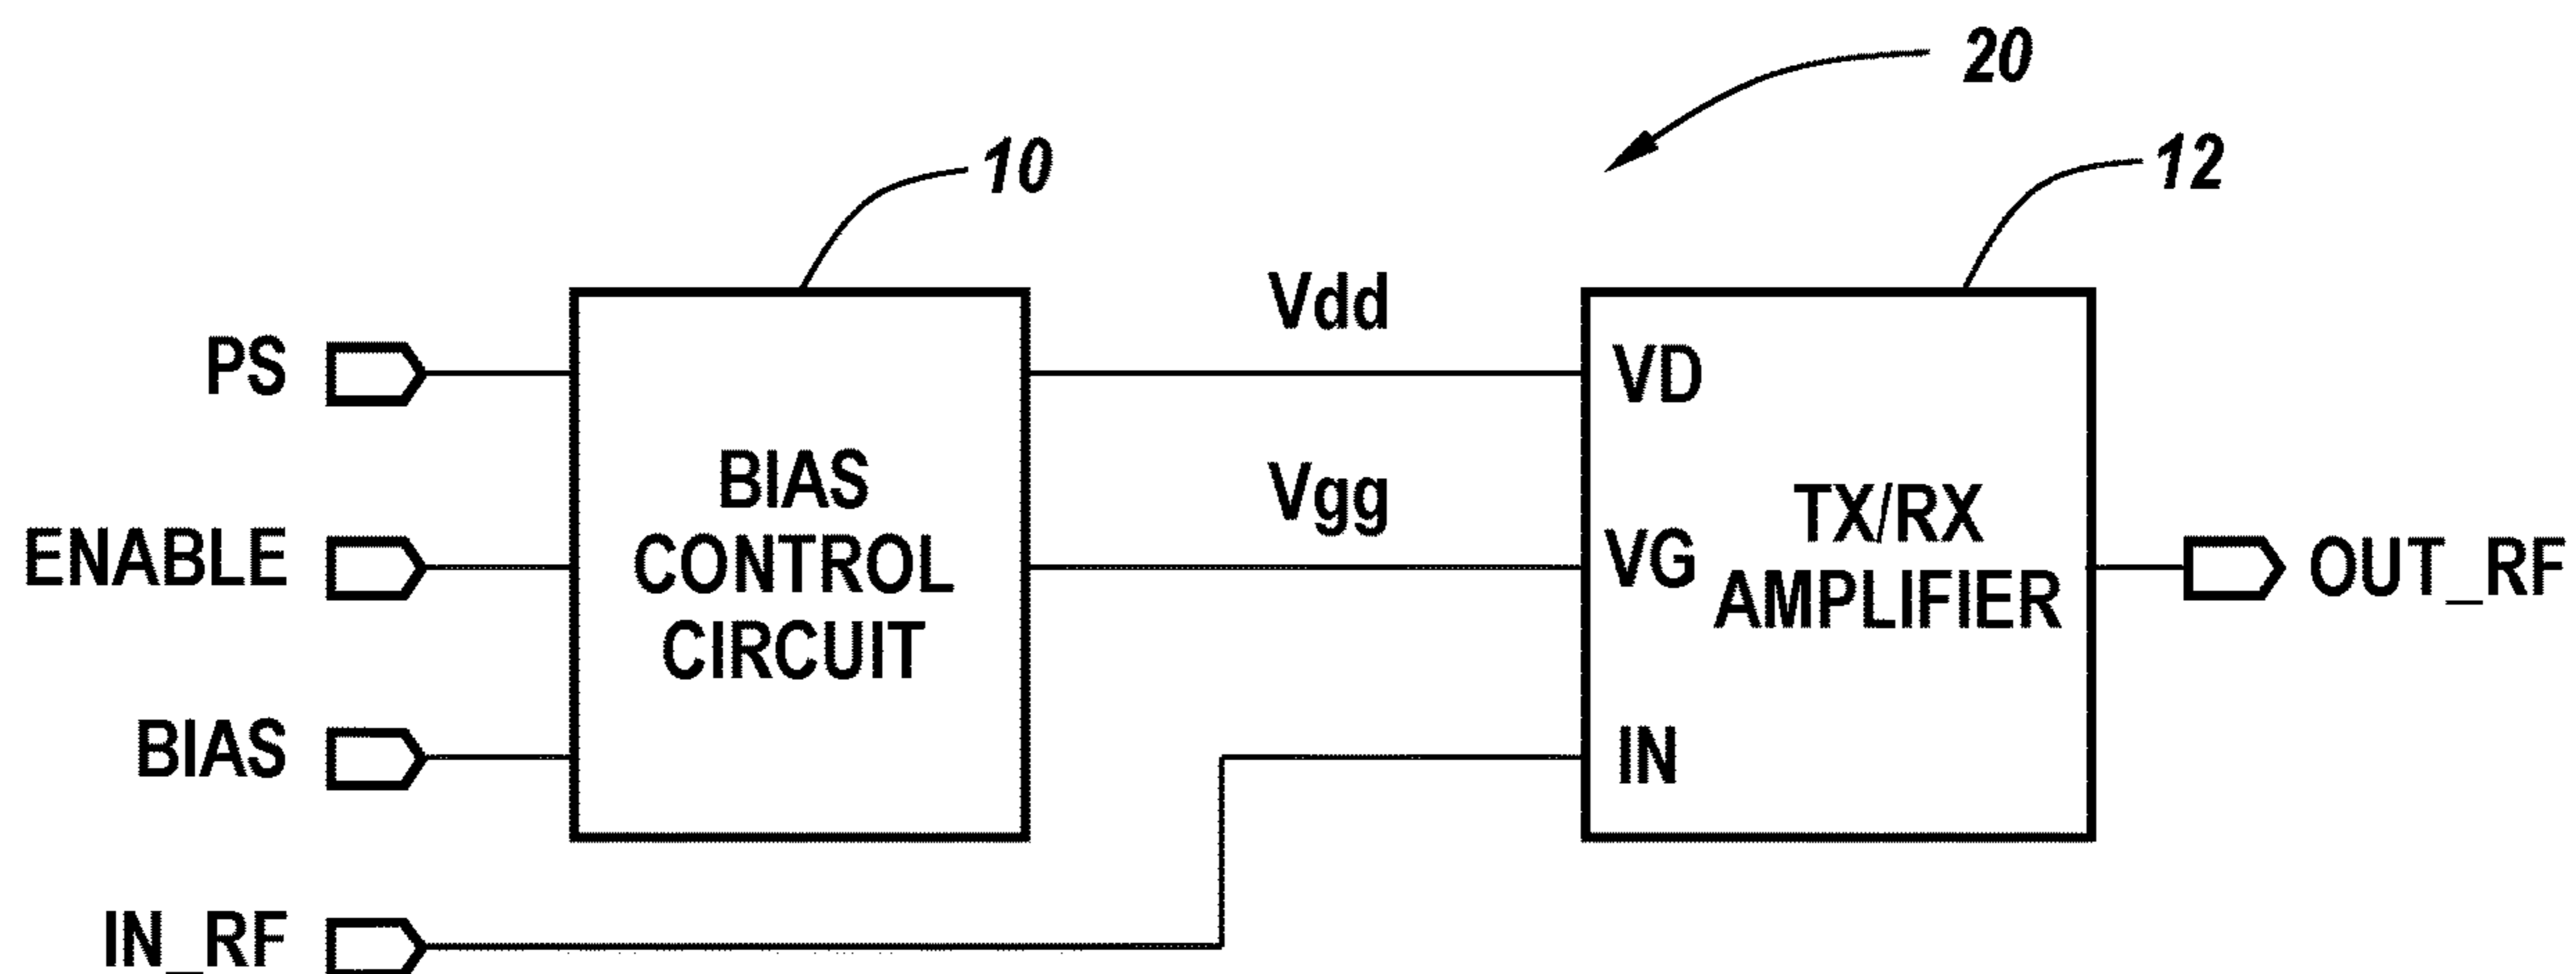 20
10
12
Vdd
PS
VD
BIAS
CONTROL
CIRCUIT
Vgg
TX/RX
AMPLIFIER
ENABLE
VG
OUT_RF
BIAS
IN
IN_RF